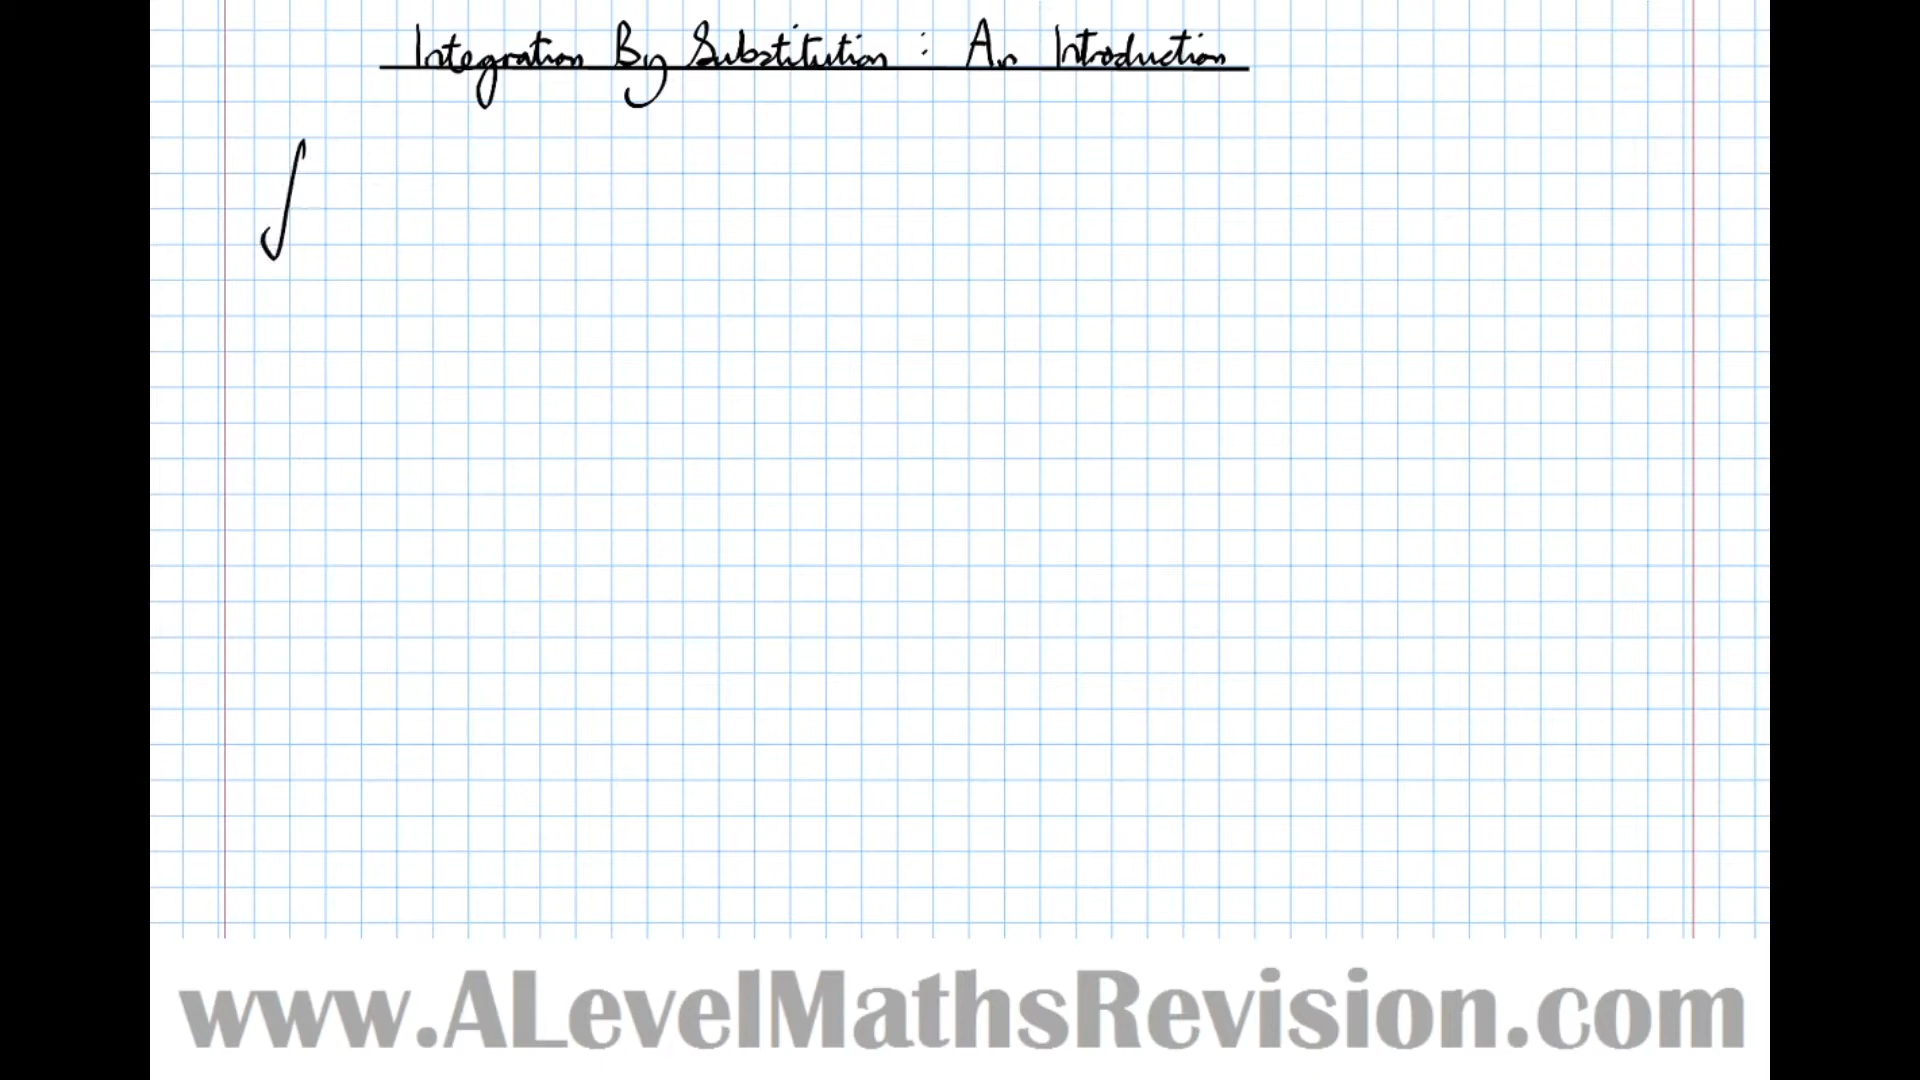 Integration By Substitution : An Introduction
∫
www.ALevelMathsRevision.com